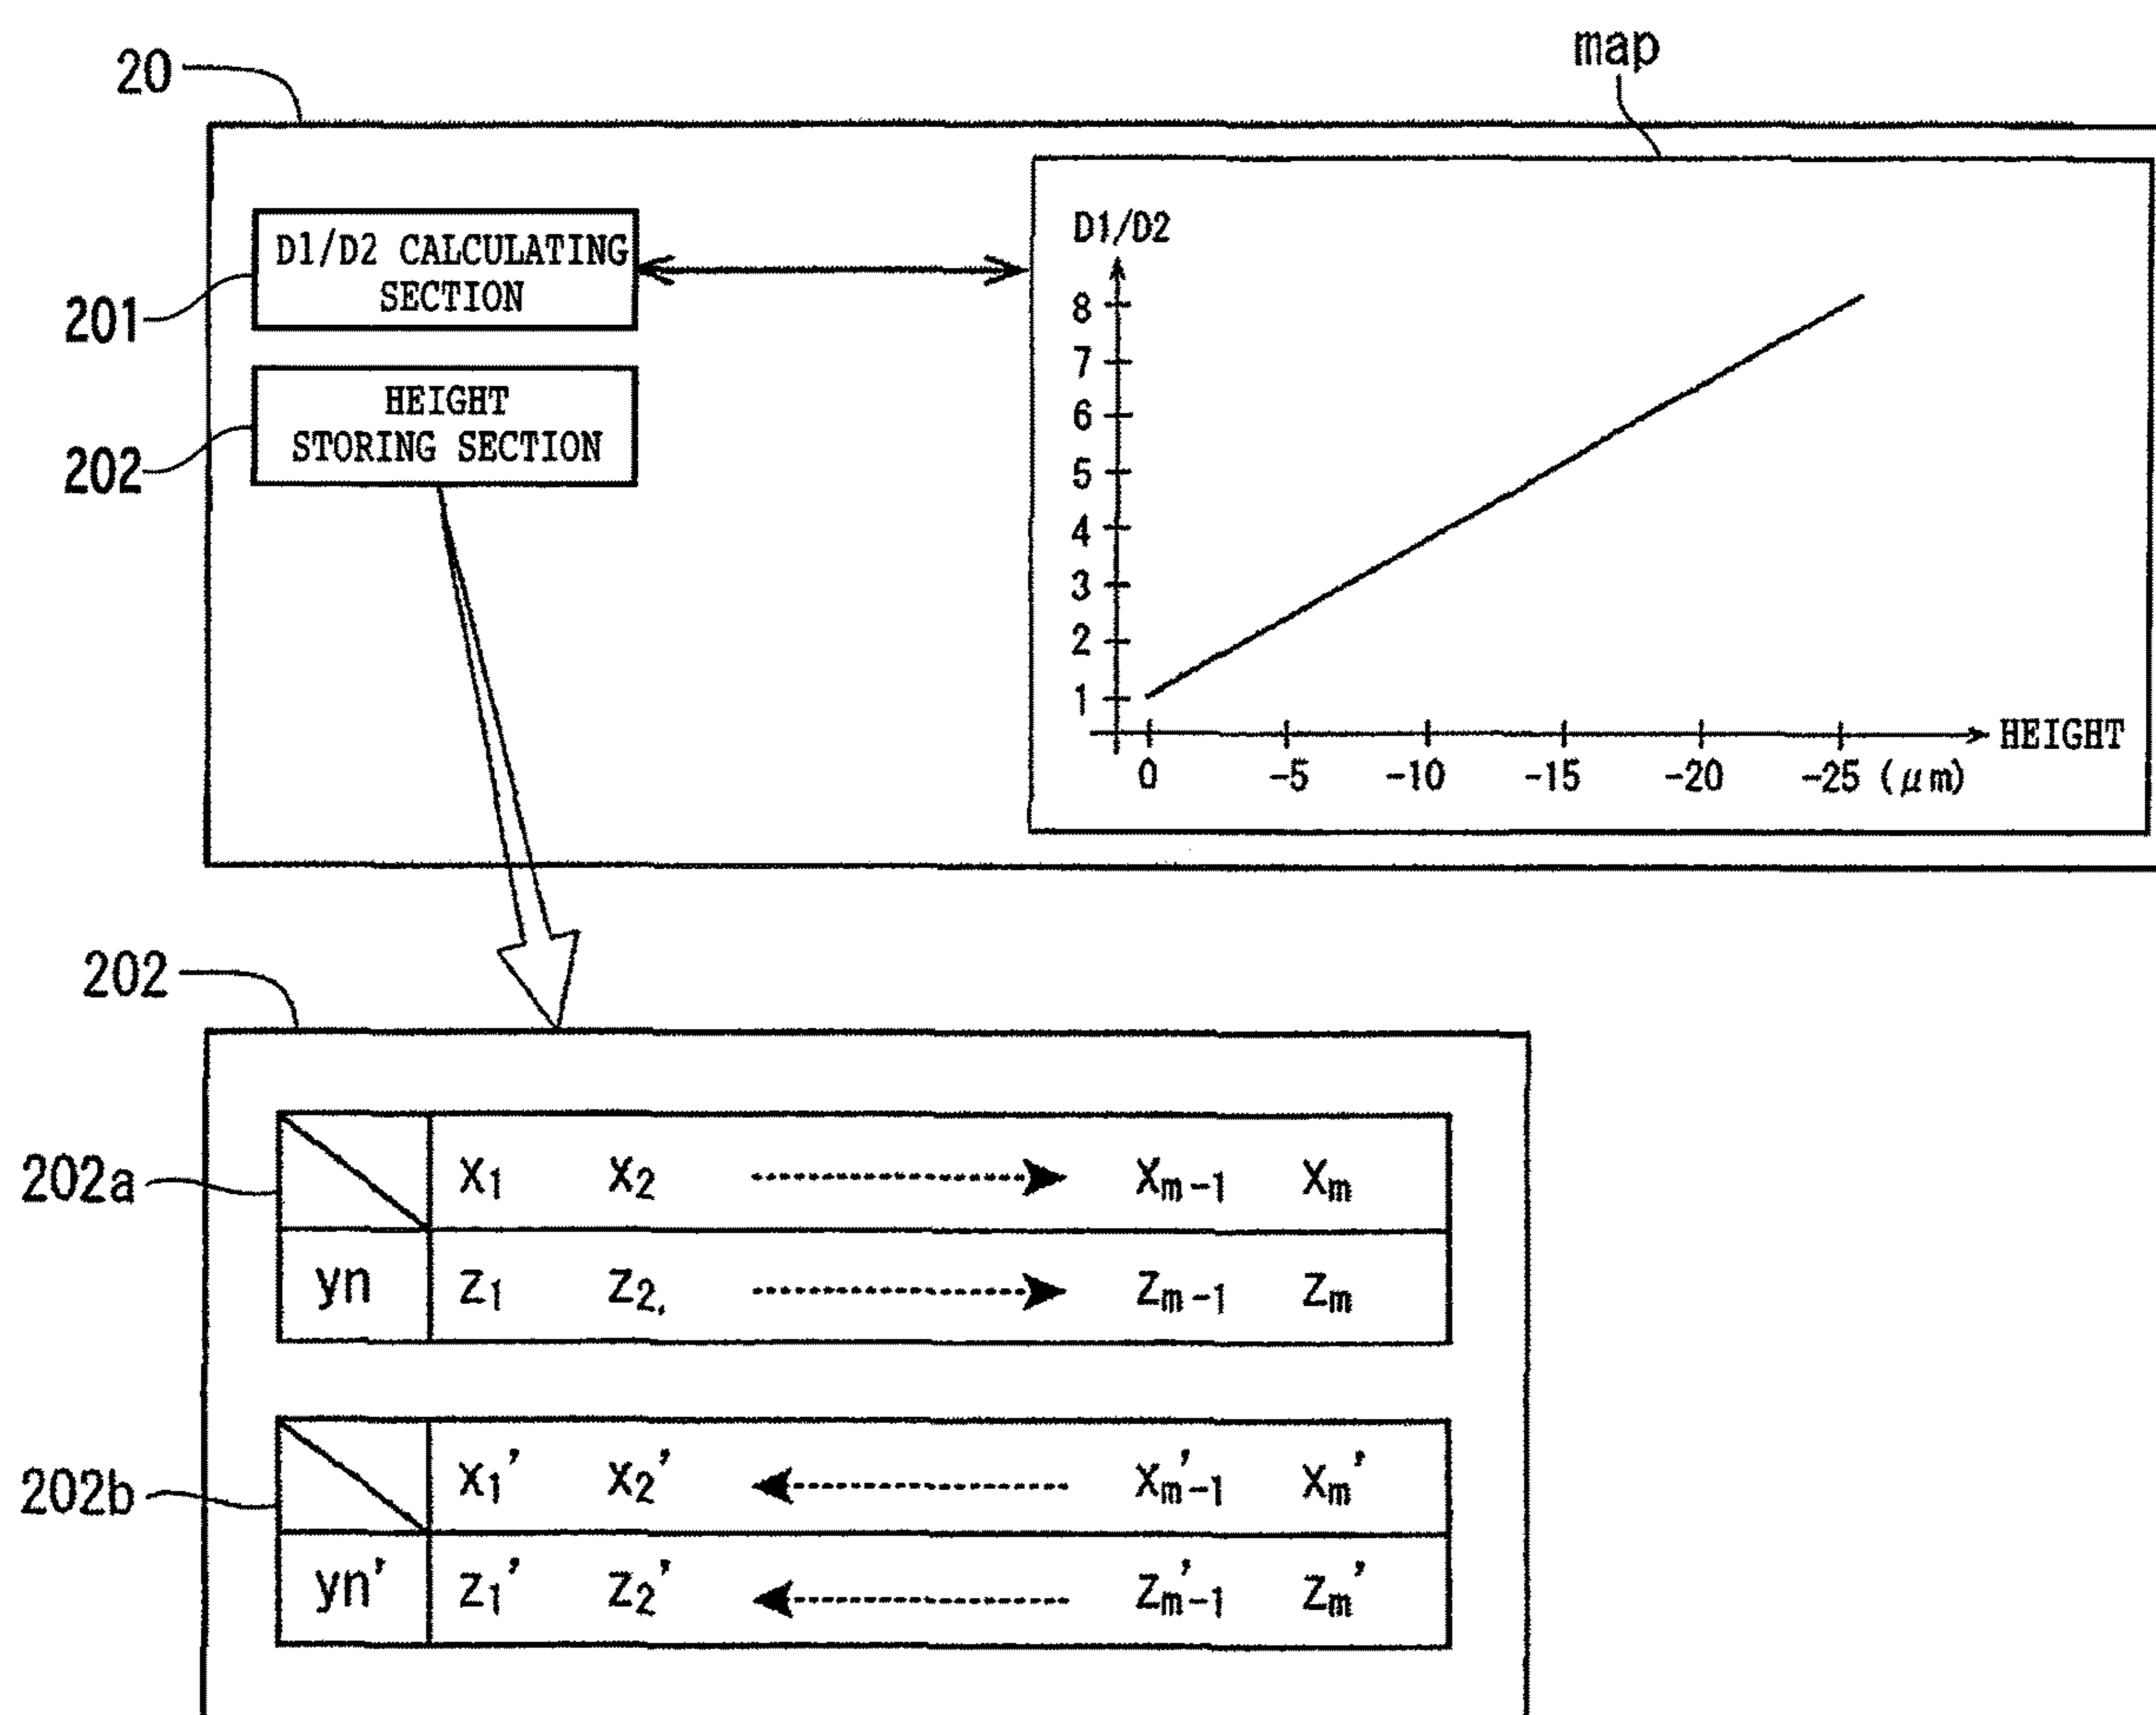 20
map
D1/D2 CALCULATING
SECTION
201
HEIGHT
STORING SECTION
202
D1/D2
8
7
6
5
4
3
2
1
HEIGHT
0 -5 -10 -15 -20 -25 (μm)
202
202a
X1 X2 Xm-1 Xm
yn Z1 Z2. Zm-1 Zm
202b
X1' X2' Xm'-1 Xm'
yn' Z1' Z2' Zm'-1 Zm'